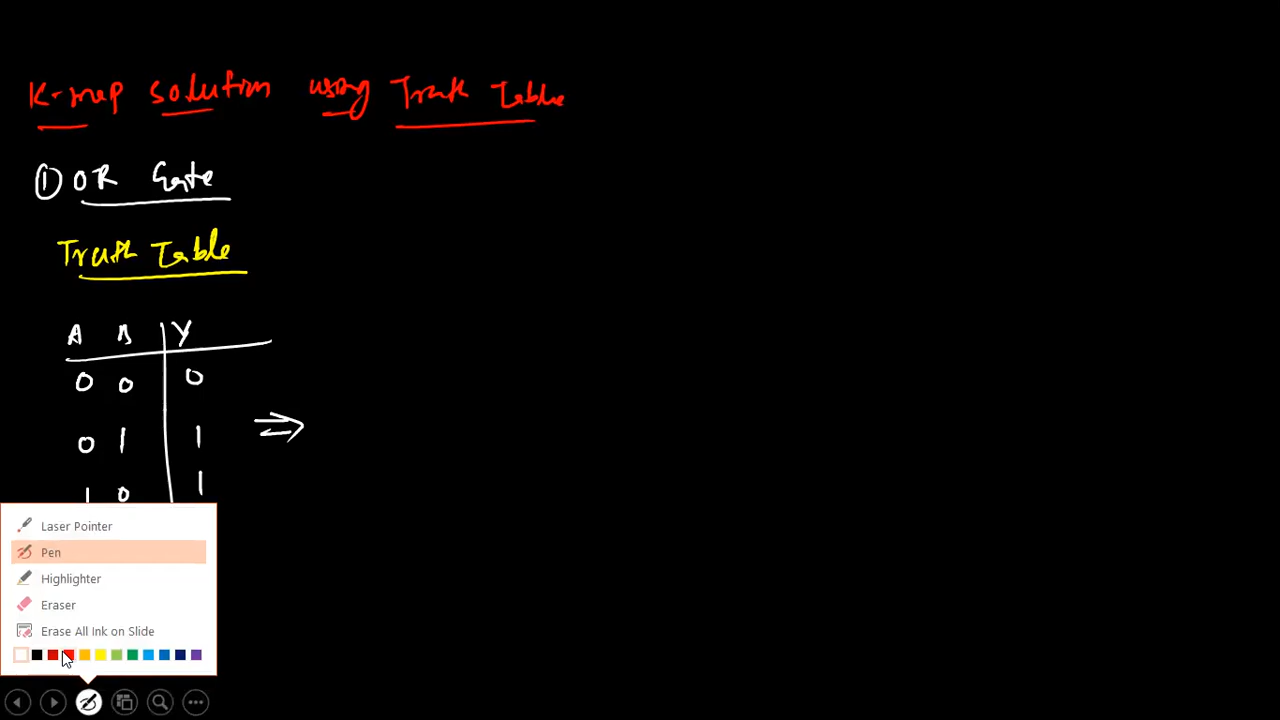 K-map solution using Truth Table
① OR Gate
Truth Table
A B Y
0 0 0
0 1 1
1 0 1
Laser Pointer
Pen
Highlighter
Eraser
Erase All Ink on Slide